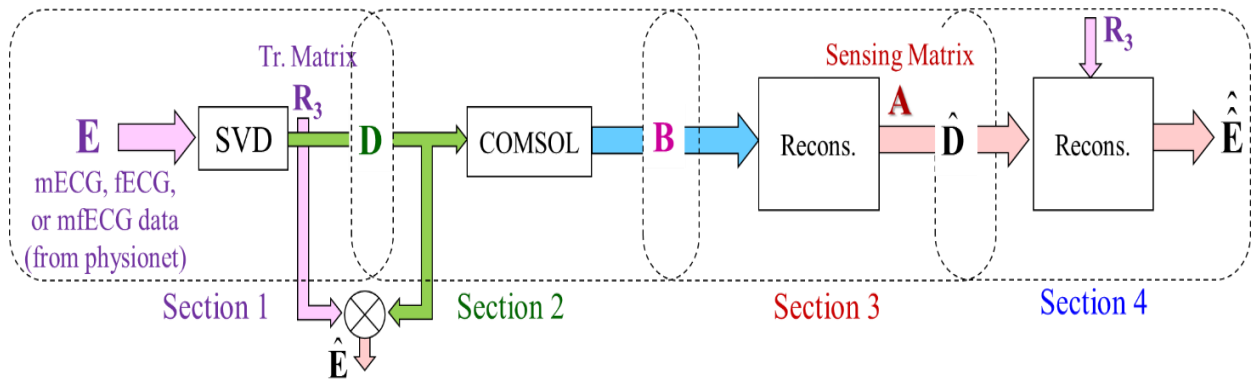 Tr. Matrix
R3
E
SVD
D
COMSOL
B
Recons.
Sensing Matrix
A
D̂
R3
Recons.
Ê̂
mECG, fECG,
or mfECG data
(from physionet)
Section 1
Section 2
Section 3
Section 4
Ê